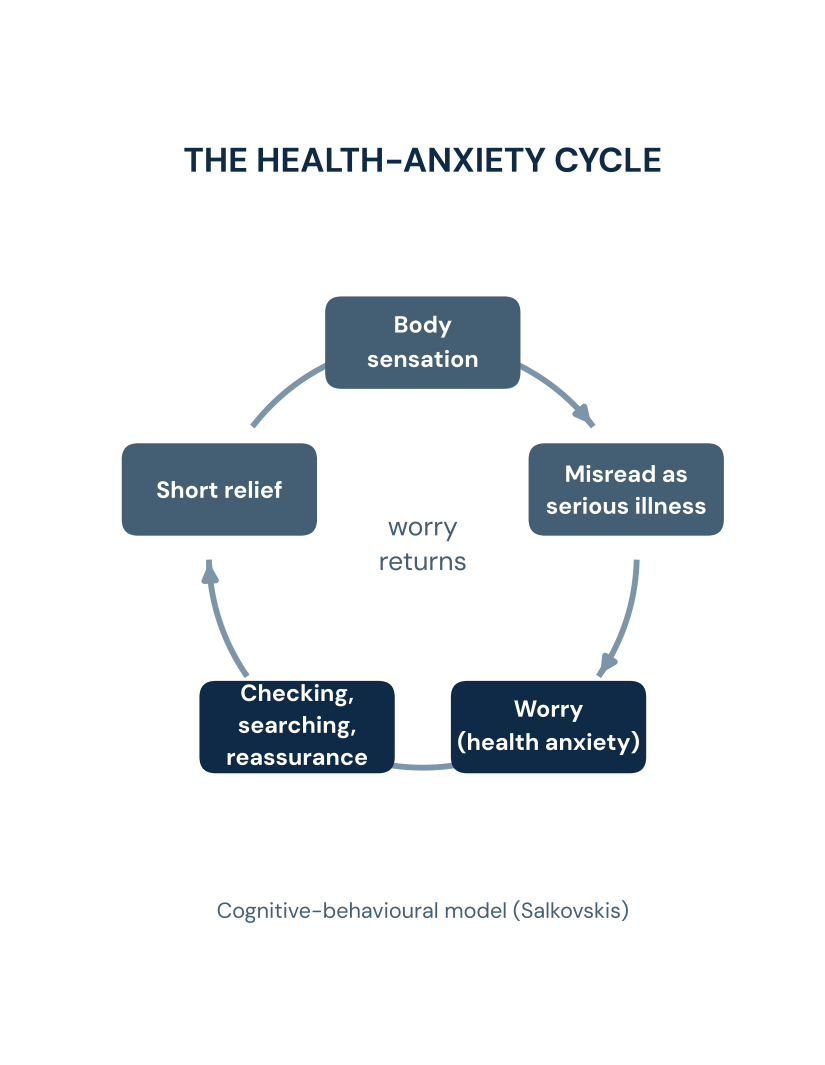 THE HEALTH–ANXIETY CYCLE
Body
sensation
Misread as
serious illness
Short relief
worry
returns
Checking,
searching,
reassurance
Worry
(health anxiety)
Cognitive–behavioural model (Salkovskis)